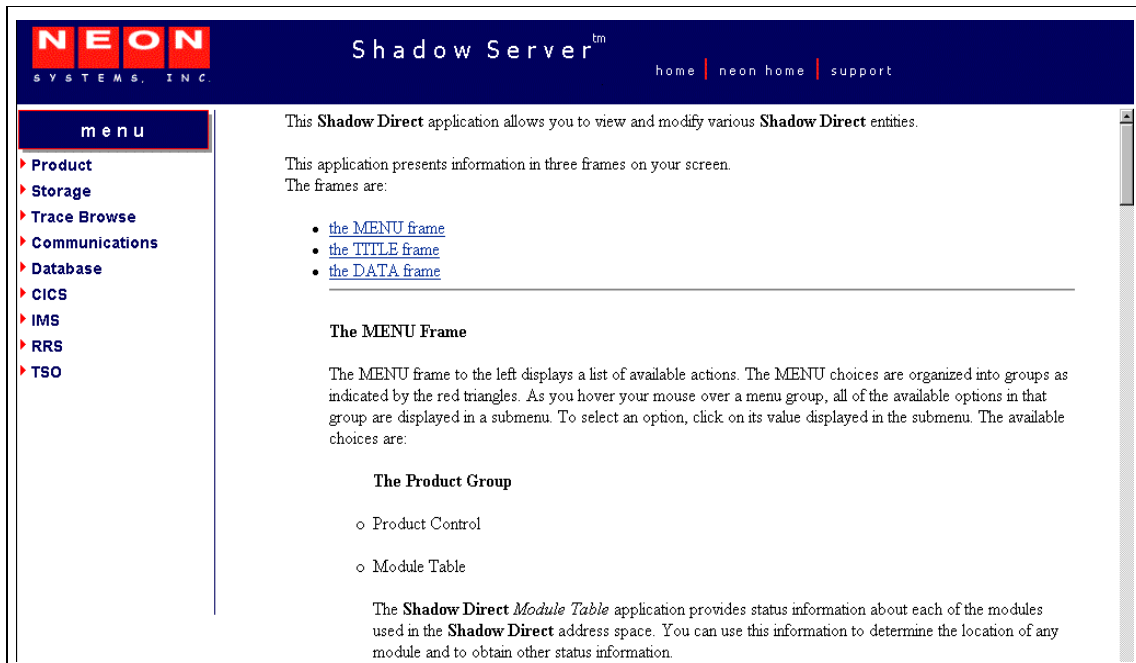 NEON
SYSTEMS, INC.
Shadow Server tm
home | neon home | support
menu
Product
Storage
Trace Browse
Communications
Database
CICS
IMS
RRS
TSO
This Shadow Direct application allows you to view and modify various Shadow Direct entities.
This application presents information in three frames on your screen.
The frames are:
• the MENU frame
• the TITLE frame
• the DATA frame
The MENU Frame
The MENU frame to the left displays a list of available actions. The MENU choices are organized into groups as
indicated by the red triangles. As you hover your mouse over a menu group, all of the available options in that
group are displayed in a submenu. To select an option, click on its value displayed in the submenu. The available
choices are:
The Product Group
o Product Control
o Module Table
The Shadow Direct Module Table application provides status information about each of the modules
used in the Shadow Direct address space. You can use this information to determine the location of any
module and to obtain other status information.